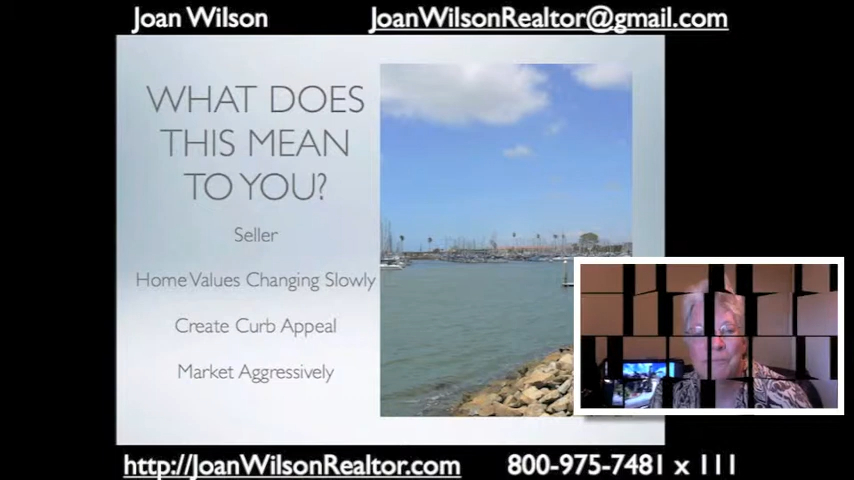 Joan Wilson
JoanWilsonRealtor@gmail.com
WHAT DOES
THIS MEAN
TO YOU?
Seller
Home Values Changing Slowly
Create Curb Appeal
Market Aggressively
http://JoanWilsonRealtor.com
800-975-7481 x 111